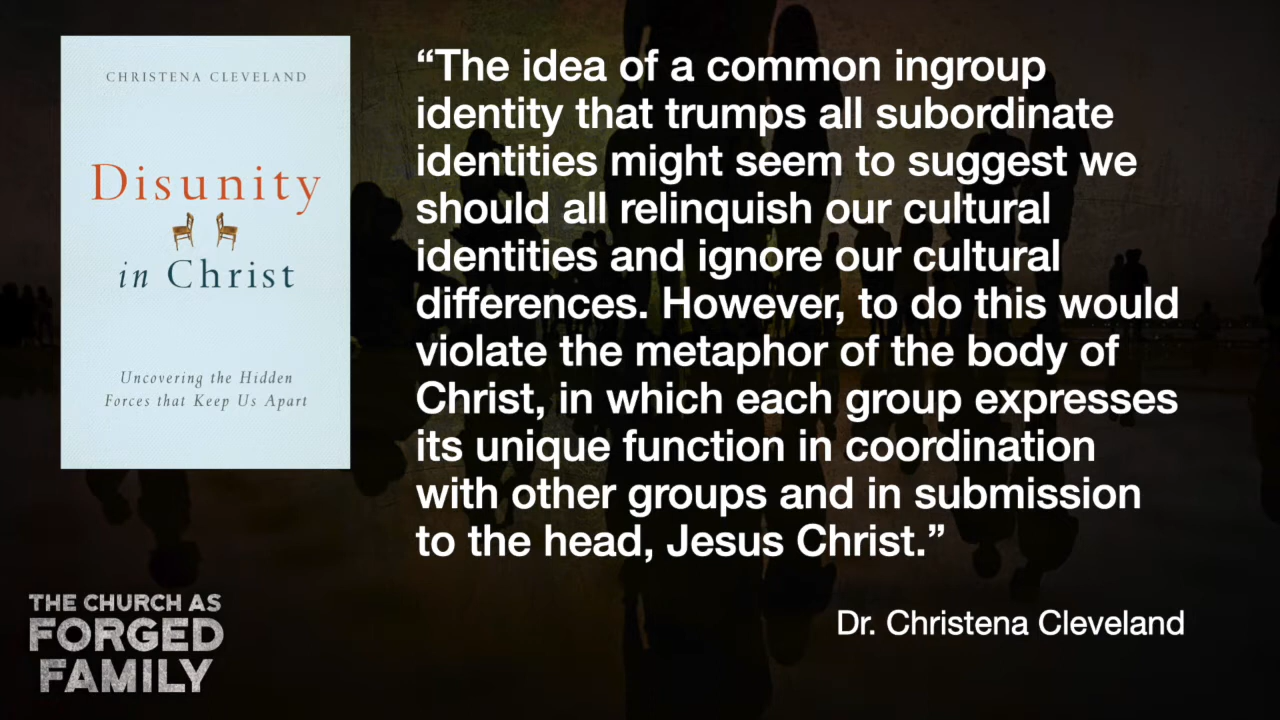 CHRISTENA CLEVELAND
Disunity
in Christ
Uncovering the Hidden
Forces that Keep Us Apart
“The idea of a common ingroup
identity that trumps all subordinate
identities might seem to suggest we
should all relinquish our cultural
identities and ignore our cultural
differences. However, to do this would
violate the metaphor of the body of
Christ, in which each group expresses
its unique function in coordination
with other groups and in submission
to the head, Jesus Christ.”
Dr. Christena Cleveland
THE CHURCH AS
FORGED
FAMILY